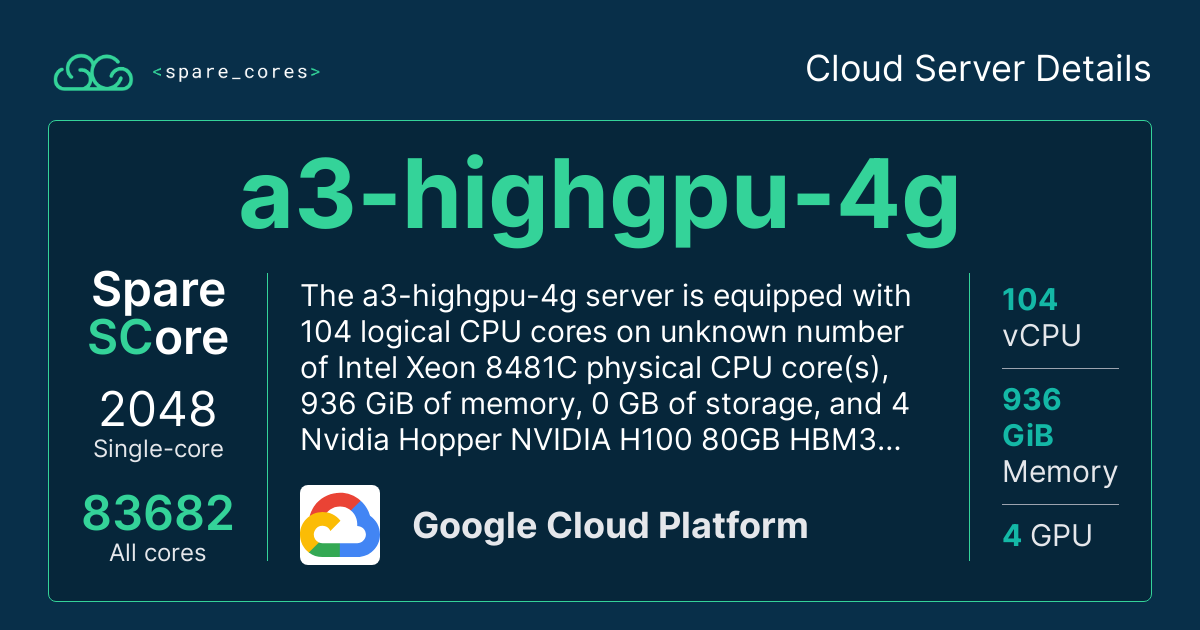 <spare_cores>
Cloud Server Details
a3-highgpu-4g
Spare
SCore
2048
Single-core
83682
All cores
The a3-highgpu-4g server is equipped with
104 logical CPU cores on unknown number
of Intel Xeon 8481C physical CPU core(s),
936 GiB of memory, 0 GB of storage, and 4
Nvidia Hopper NVIDIA H100 80GB HBM3...
Google Cloud Platform
104
vCPU
936
GiB
Memory
4 GPU